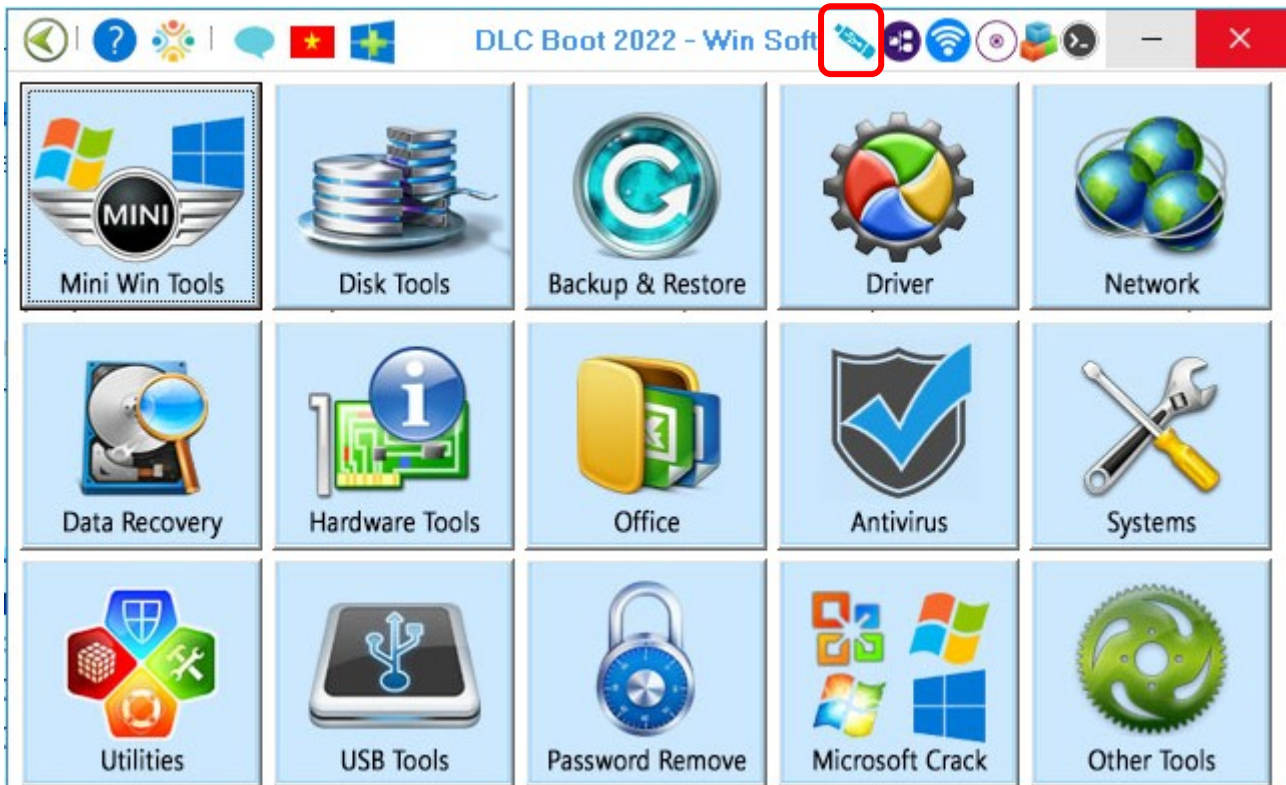 DLC Boot 2022 - Win Soft
MINI
Mini Win Tools
Disk Tools
Backup & Restore
Driver
Network
Data Recovery
Hardware Tools
Office
Antivirus
Systems
Utilities
USB Tools
Password Remove
Microsoft Crack
Other Tools